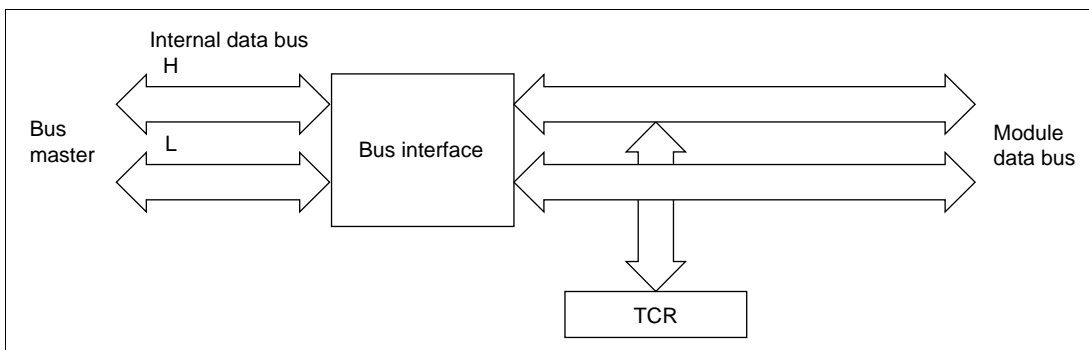 Internal data bus
H
Bus
master
L
Bus interface
Module
data bus
TCR